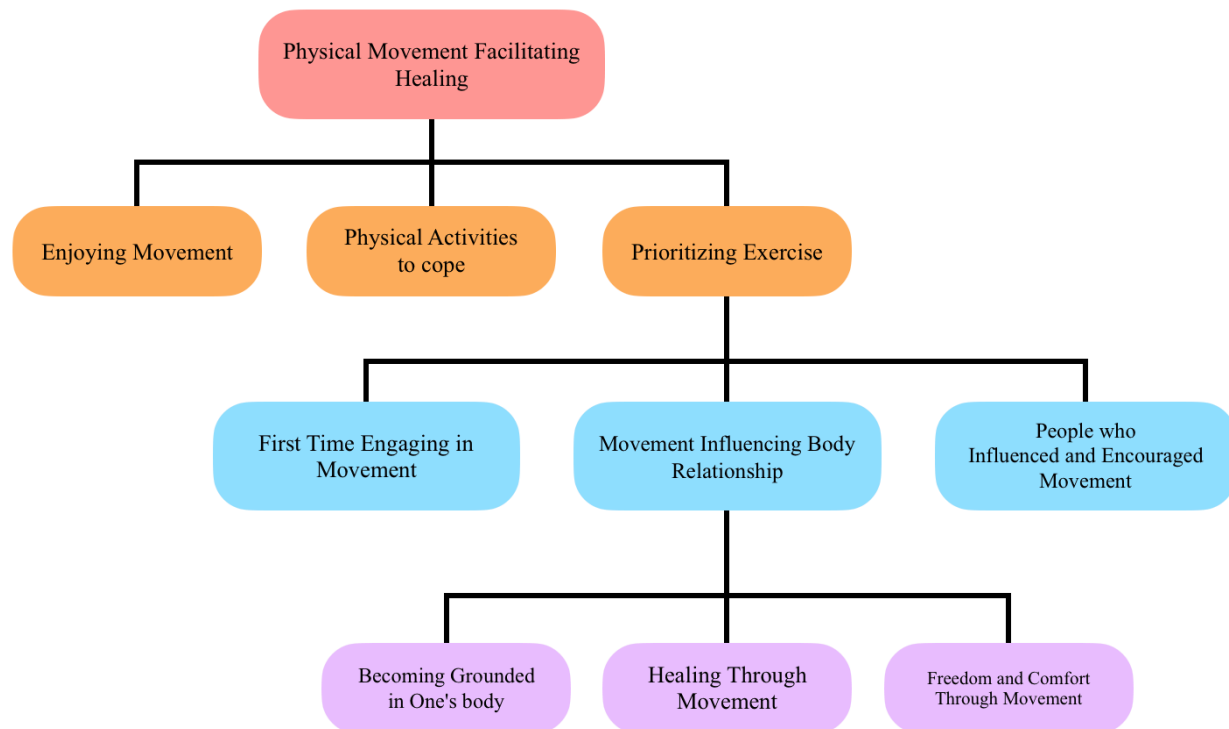 Physical Movement Facilitating
Healing
Enjoying Movement
Physical Activities
to cope
Prioritizing Exercise
First Time Engaging in
Movement
Movement Influencing Body
Relationship
People who
Influenced and Encouraged
Movement
Becoming Grounded
in One's body
Healing Through
Movement
Freedom and Comfort
Through Movement